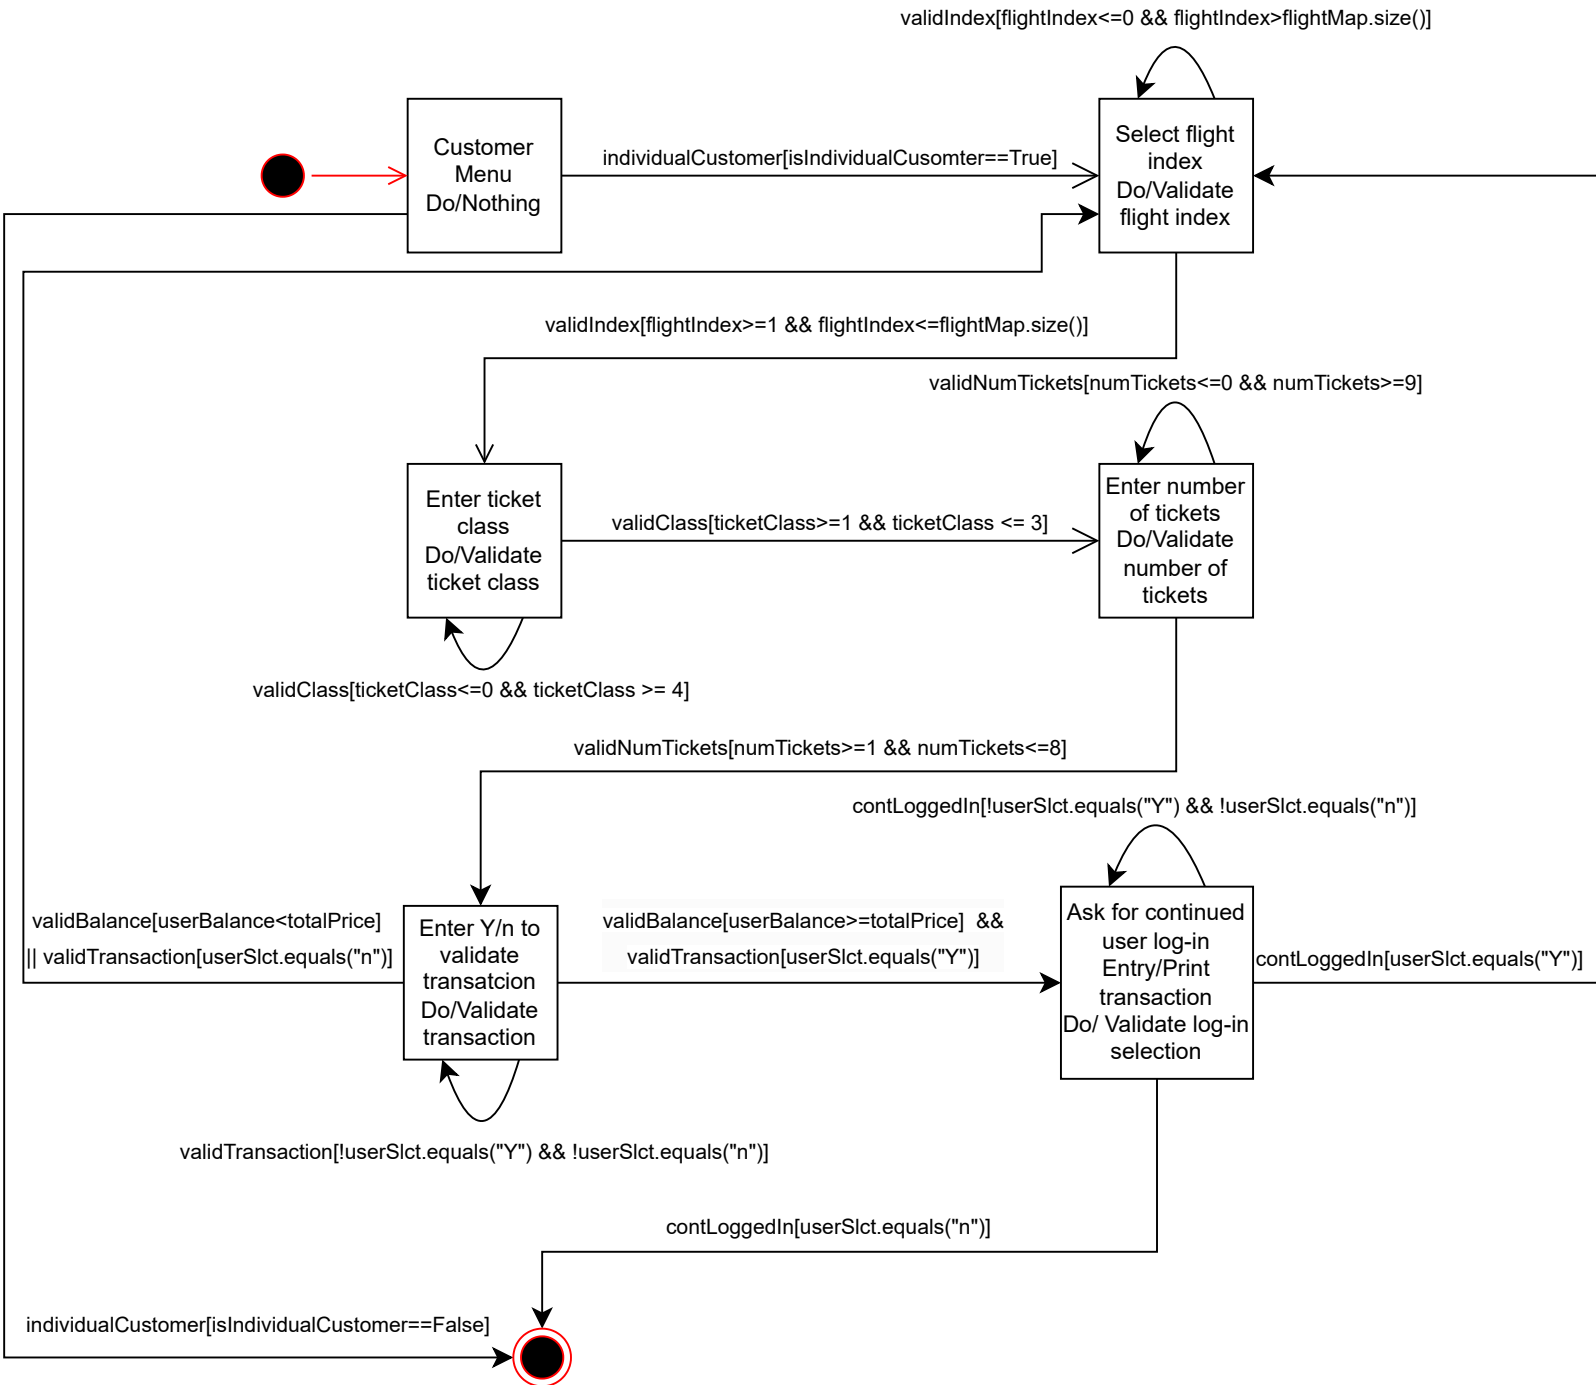 validIndex[flightIndex<=0 && flightIndex>flightMap.size()]
Customer
Menu
Do/Nothing
individualCustomer[isIndividualCusomter==True]
Select flight
index
Do/Validate
flight index
validIndex[flightIndex>=1 && flightIndex<=flightMap.size()]
validNumTickets[numTickets<=0 && numTickets>=9]
Enter ticket
class
Do/Validate
ticket class
validClass[ticketClass>=1 && ticketClass <= 3]
Enter number
of tickets
Do/Validate
number of
tickets
validClass[ticketClass<=0 && ticketClass >= 4]
validNumTickets[numTickets>=1 && numTickets<=8]
contLoggedIn[!userSlct.equals("Y") && !userSlct.equals("n")]
validBalance[userBalance<totalPrice]
|| validTransaction[userSlct.equals("n")]
Enter Y/n to
validate
transatcion
Do/Validate
transaction
validBalance[userBalance>=totalPrice] &&
validTransaction[userSlct.equals("Y")]
Ask for continued
user log-in
Entry/Print
transaction
Do/ Validate log-in
selection
contLoggedIn[userSlct.equals("Y")]
validTransaction[!userSlct.equals("Y") && !userSlct.equals("n")]
contLoggedIn[userSlct.equals("n")]
individualCustomer[isIndividualCustomer==False]